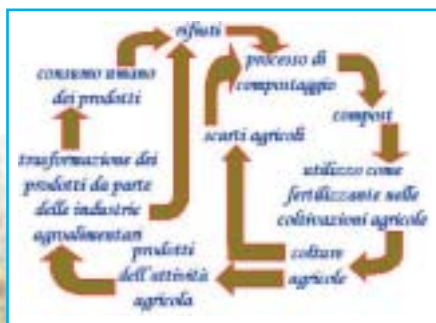 rifiuti
processo di
compostaggio
compost
utilizzo come
fertilizzante nelle
coltivazioni agricole
colture
agricole
scarti agricoli
prodotti
dell'attività
agricola
trasformazione dei
prodotti da parte
delle industrie
agroalimentari
consumo umano
dei prodotti